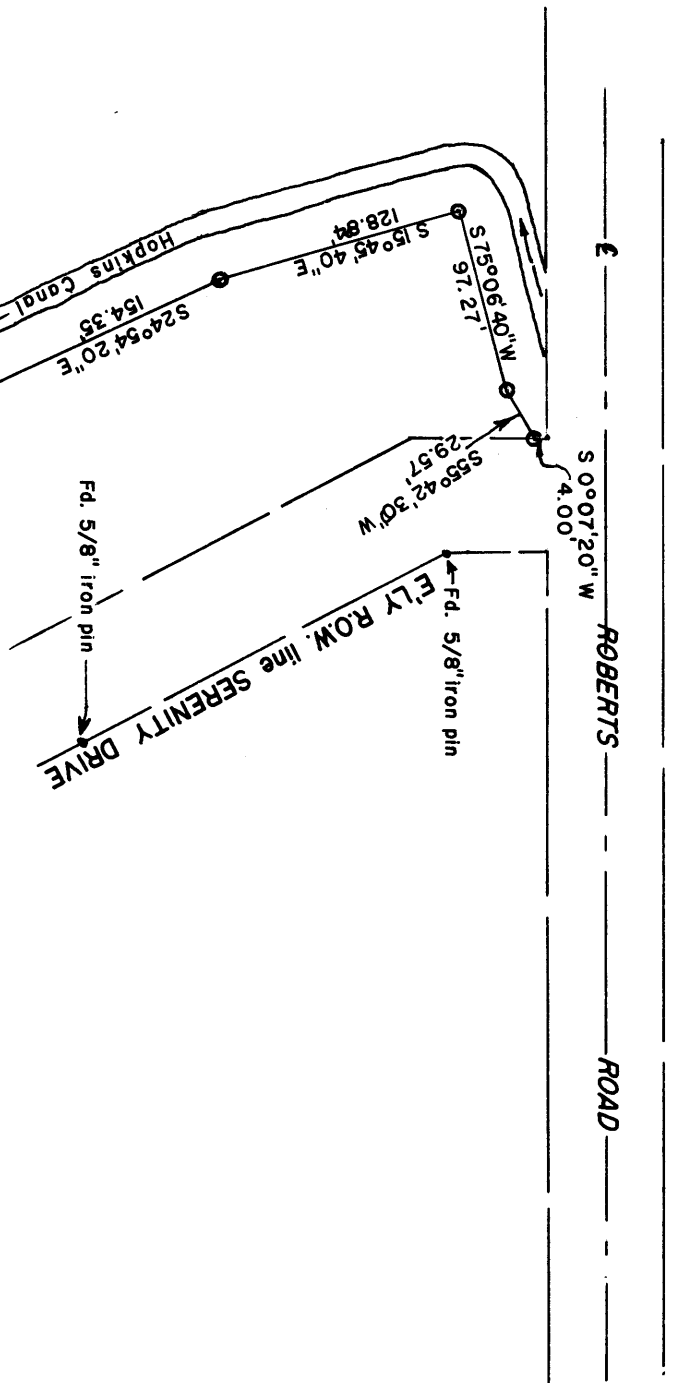 ℄
ROBERTS
ROAD
S 0°07'20" W
4.00'
S 75°06'40" W
97.27'
S55°42'30" W
29.57'
S 15°45'40" E
128.84'
S24°54'20" E
154.35'
Hopkins Canal
Fd. 5/8" iron pin
Fd. 5/8" iron pin
E'LY R.O.W. line SERENITY DRIVE